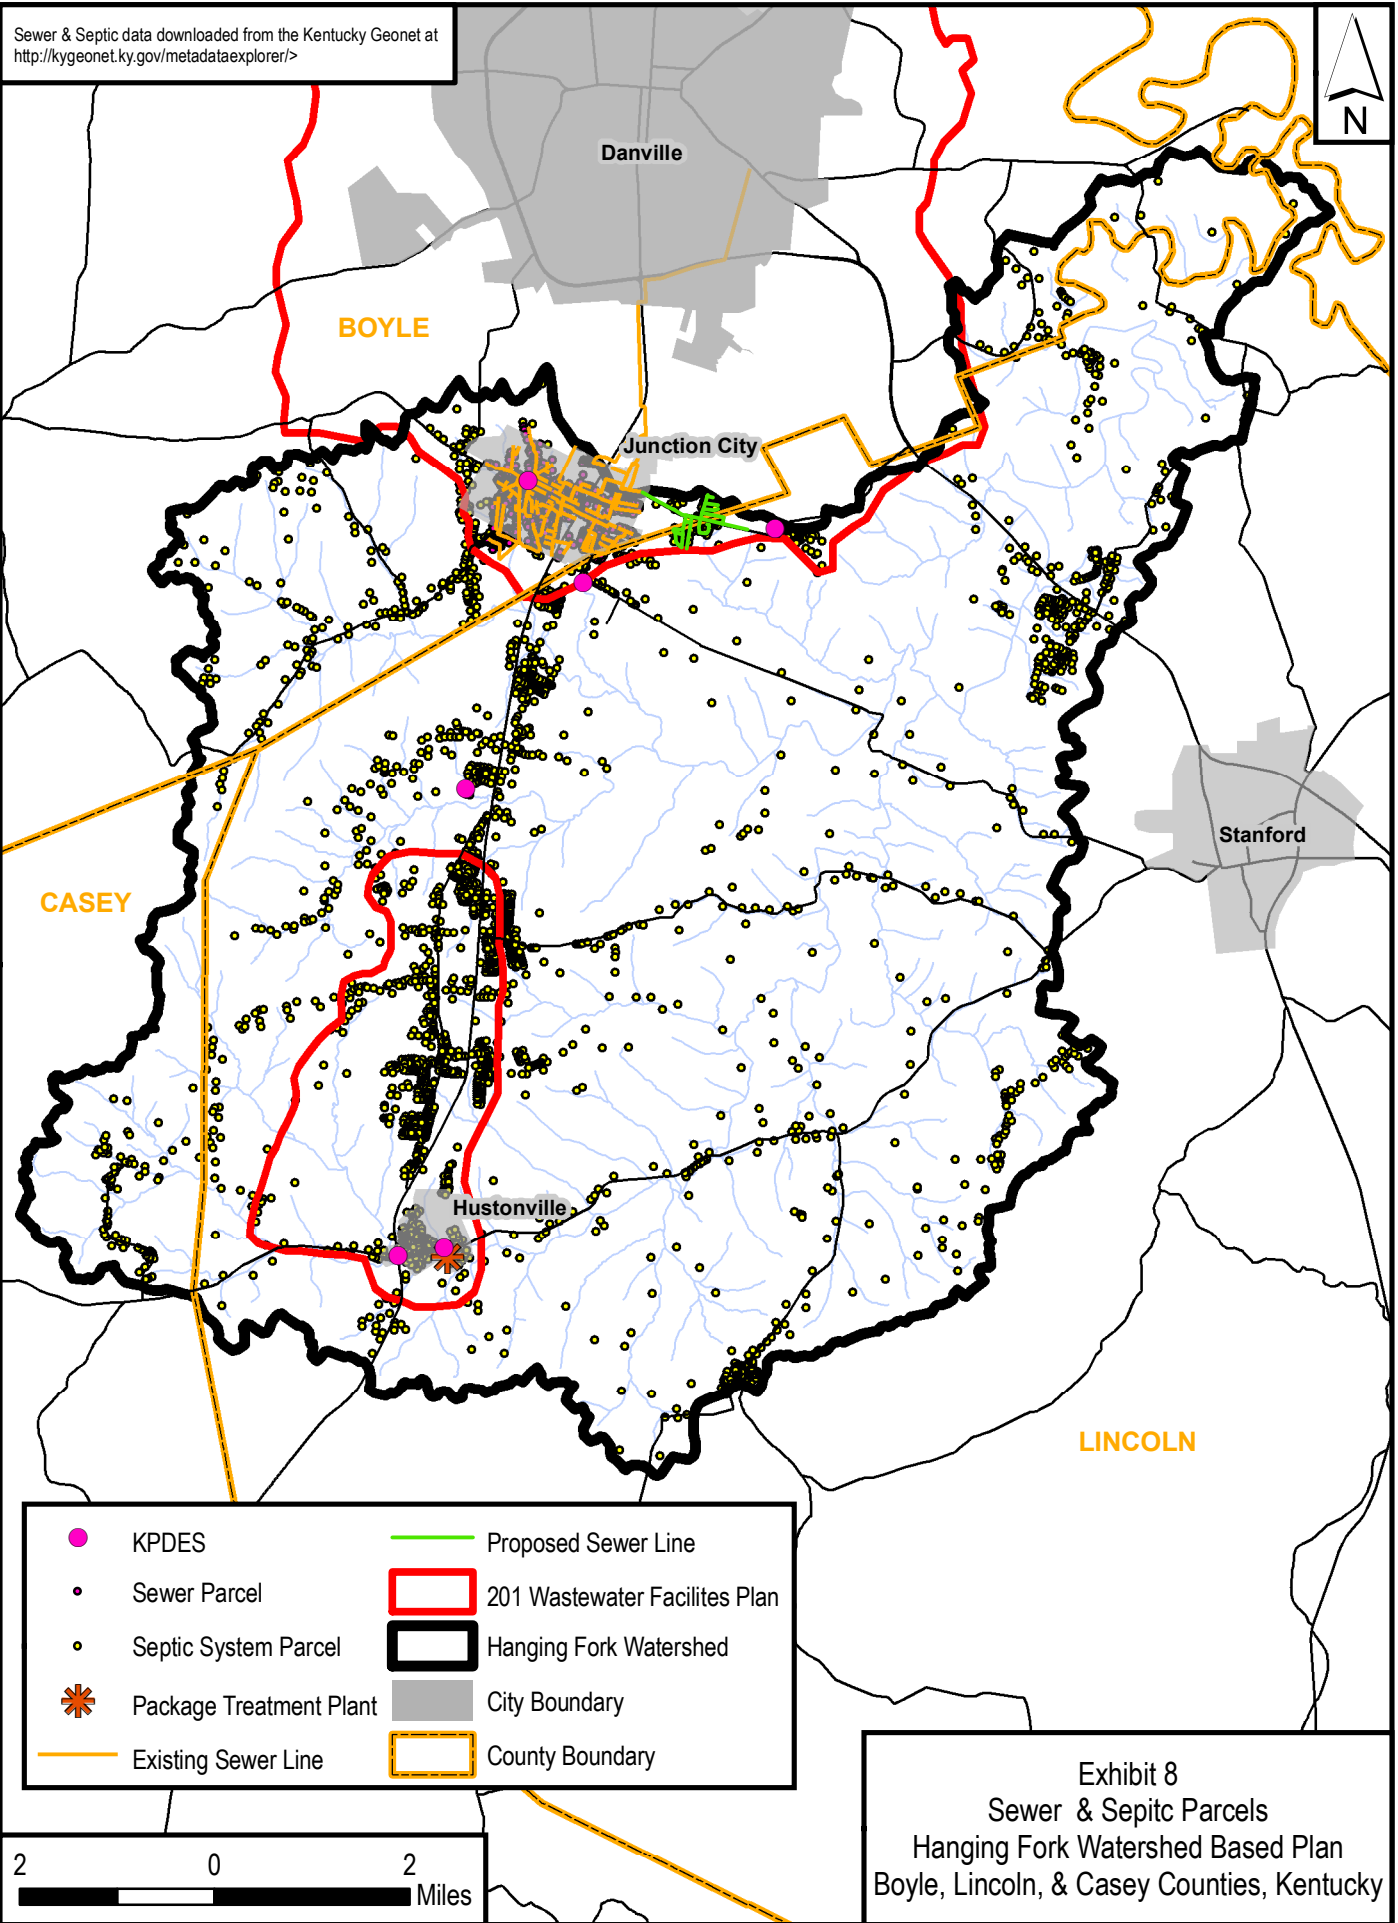 Sewer & Septic data downloaded from the Kentucky Geonet at
http://kygeonet.ky.gov/metadataexplorer/>
N
Danville
BOYLE
Junction City
Stanford
CASEY
Hustonville
LINCOLN
KPDES
Sewer Parcel
Septic System Parcel
Package Treatment Plant
Existing Sewer Line
Proposed Sewer Line
201 Wastewater Facilites Plan
Hanging Fork Watershed
City Boundary
County Boundary
Exhibit 8
Sewer & Sepitc Parcels
Hanging Fork Watershed Based Plan
Boyle, Lincoln, & Casey Counties, Kentucky
2 0 2
Miles